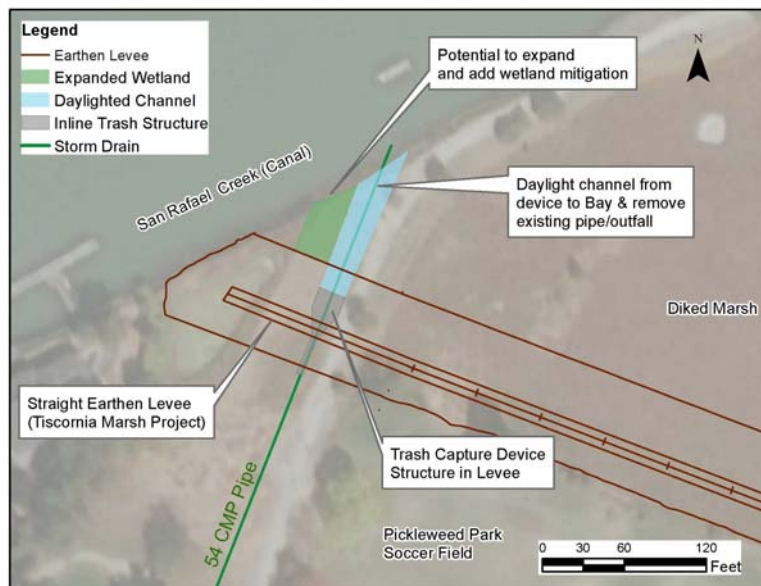 Legend
Earthen Levee
Expanded Wetland
Daylighted Channel
Inline Trash Structure
Storm Drain
Potential to expand
and add wetland mitigation
N
San Rafael Creek (Canal)
Daylight channel from
device to Bay & remove
existing pipe/outfall
Diked Marsh
Straight Earthen Levee
(Tiscornia Marsh Project)
Trash Capture Device
Structure in Levee
54 CMP Pipe
Pickleweed Park
Soccer Field
0 30 60 120
Feet